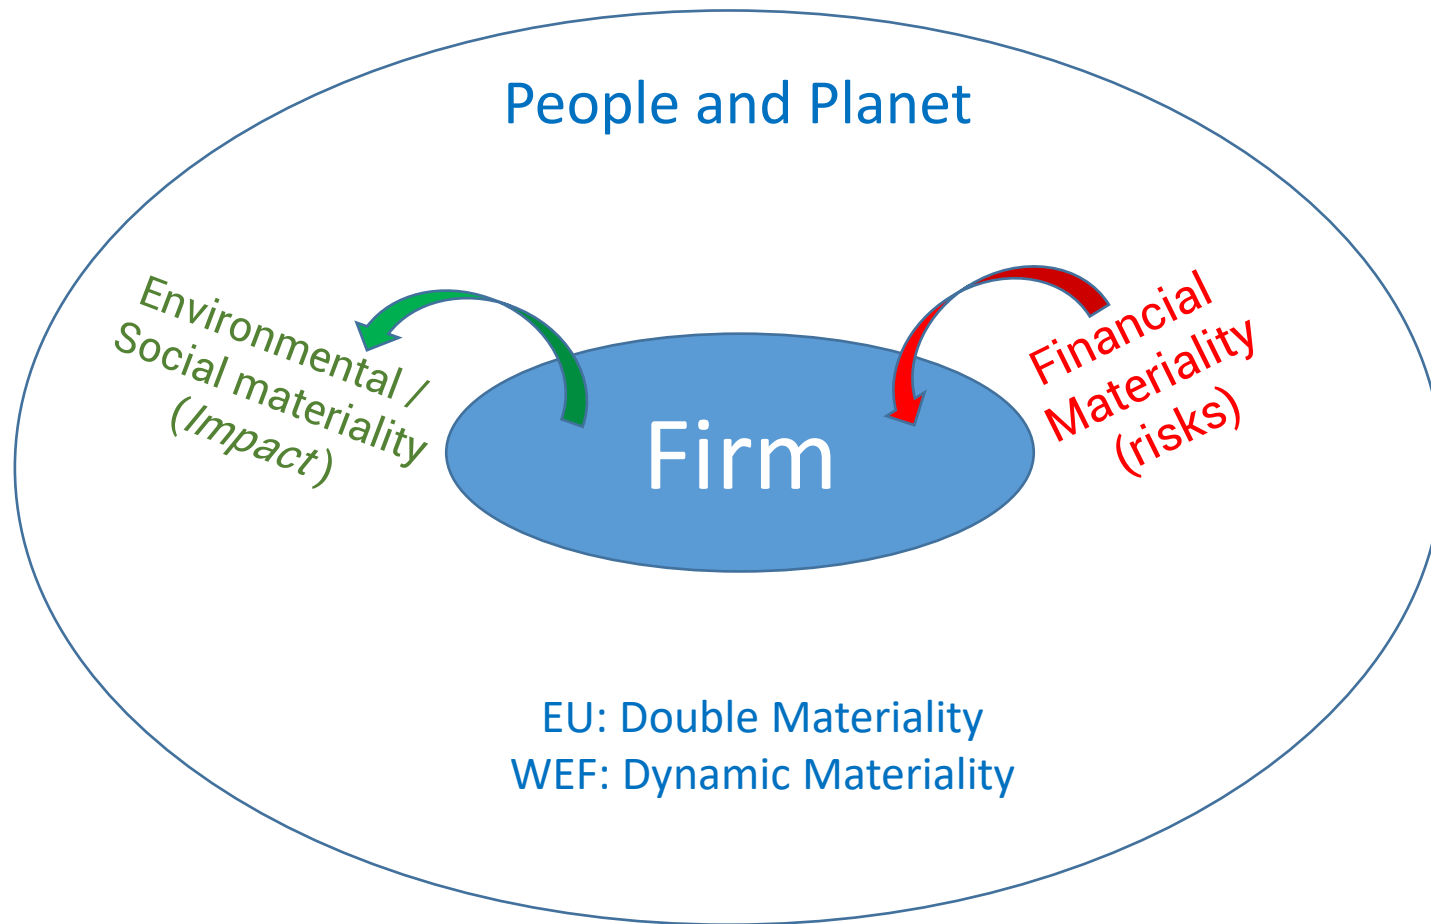 People and Planet
Environmental /
Social materiality
(Impact)
Firm
Financial
Materiality
(risks)
EU: Double Materiality
WEF: Dynamic Materiality